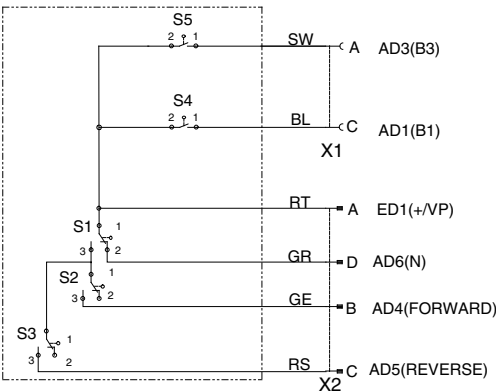 S5
2 1 SW A AD3(B3)
S4
2 1 BL C AD1(B1)
X1
RT A ED1(+/VP)
S1 1
3 2 GR D AD6(N)
S2 1
3 2 GE B AD4(FORWARD)
S3 1
3 2 RS C AD5(REVERSE)
X2